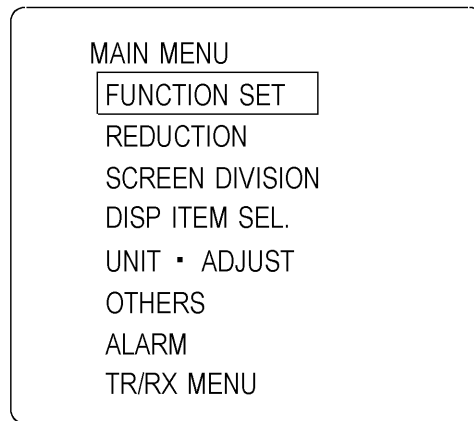 MAIN MENU
FUNCTION SET
REDUCTION
SCREEN DIVISION
DISP ITEM SEL.
UNIT ▪ ADJUST
OTHERS
ALARM
TR/RX MENU